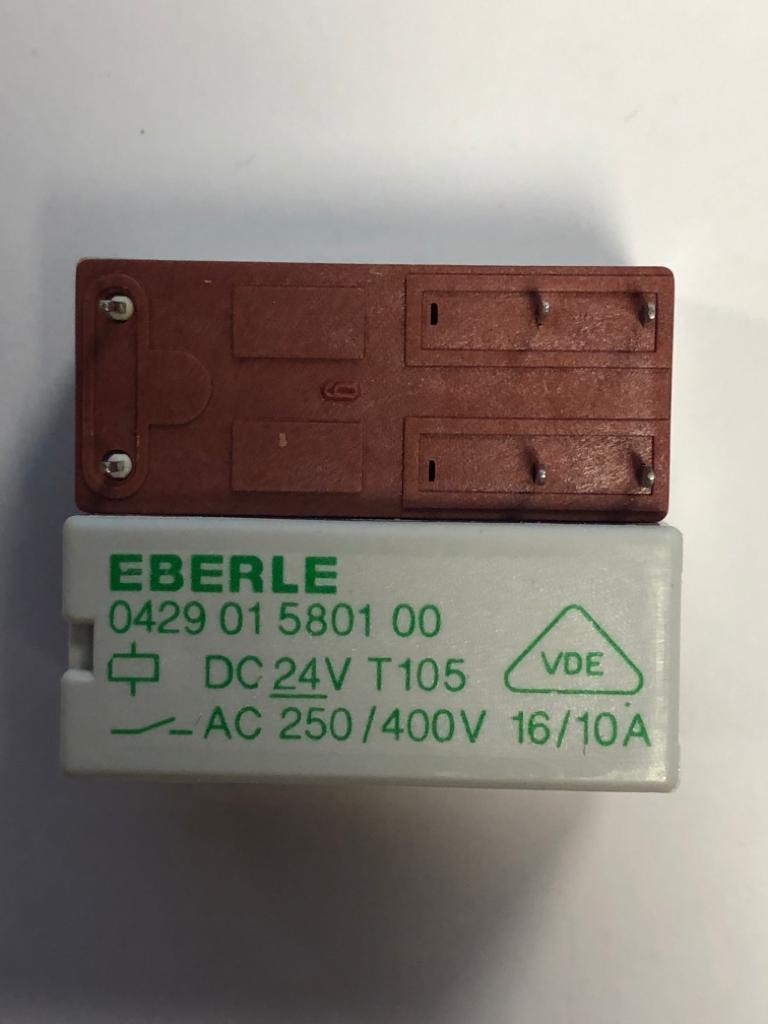 EBERLE
0429 01 5801 00
DC 24V T105
VDE
AC 250/400V 16/10A